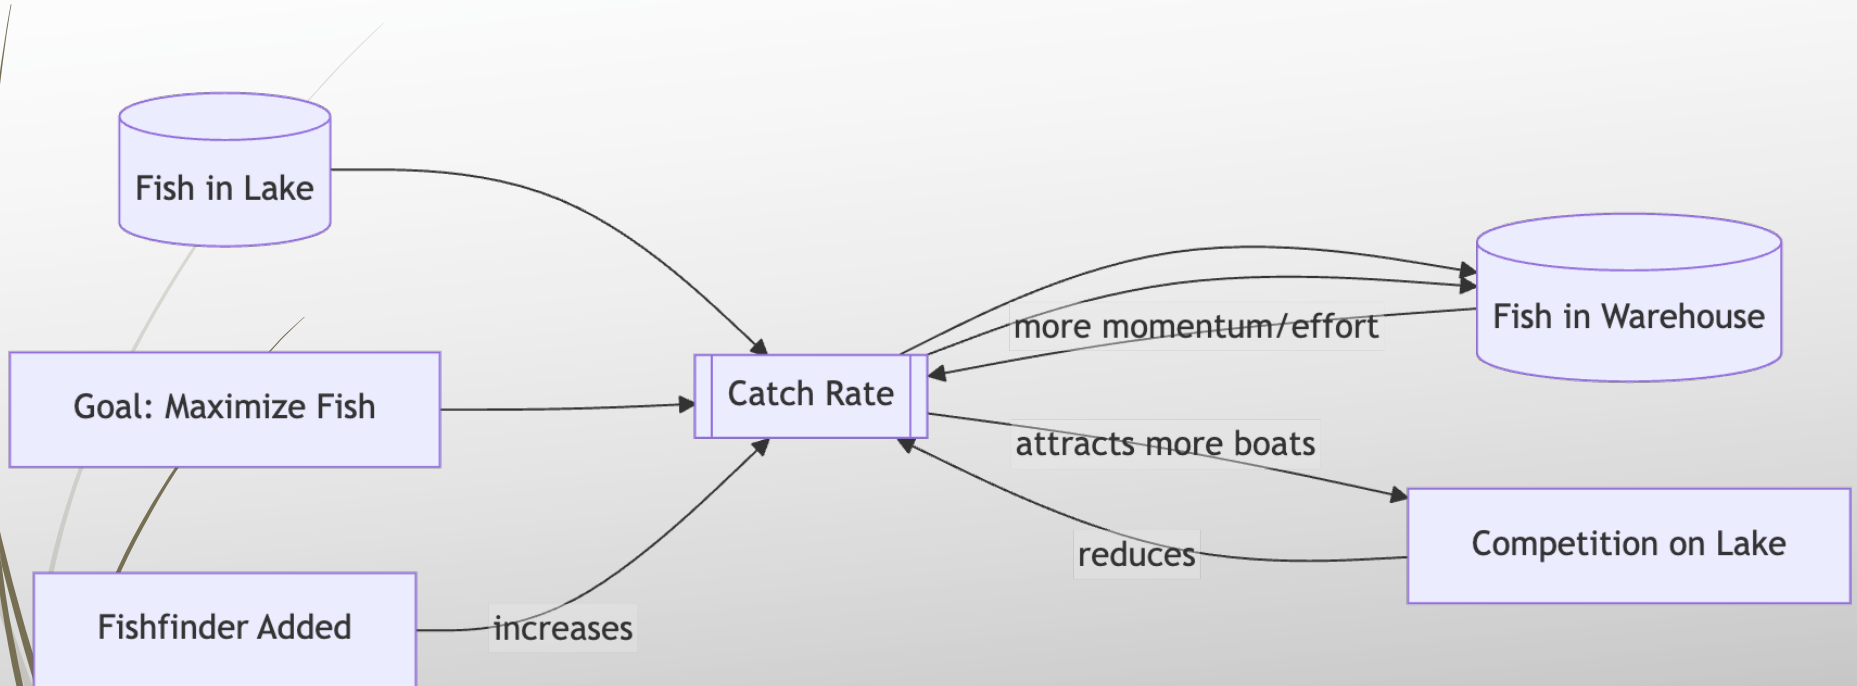 Fish in Lake
Goal: Maximize Fish
Fishfinder Added
increases
Catch Rate
more momentum/effort
attracts more boats
reduces
Fish in Warehouse
Competition on Lake